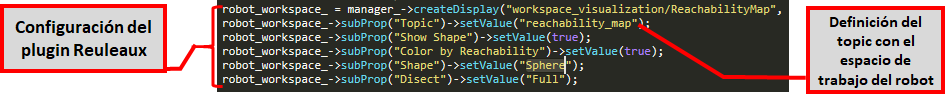 Configuración del
plugin Reuleaux
robot_workspace_ = manager_->createDisplay("workspace_visualization/ReachabilityMap",
robot_workspace_->subProp("Topic")->setValue("reachability_map");
robot_workspace_->subProp("Show Shape")->setValue(true);
robot_workspace_->subProp("Color by Reachability")->setValue(true);
robot_workspace_->subProp("Shape")->setValue("Sphere");
robot_workspace_->subProp("Disect")->setValue("Full");
Definición del
topic con el
espacio de
trabajo del robot